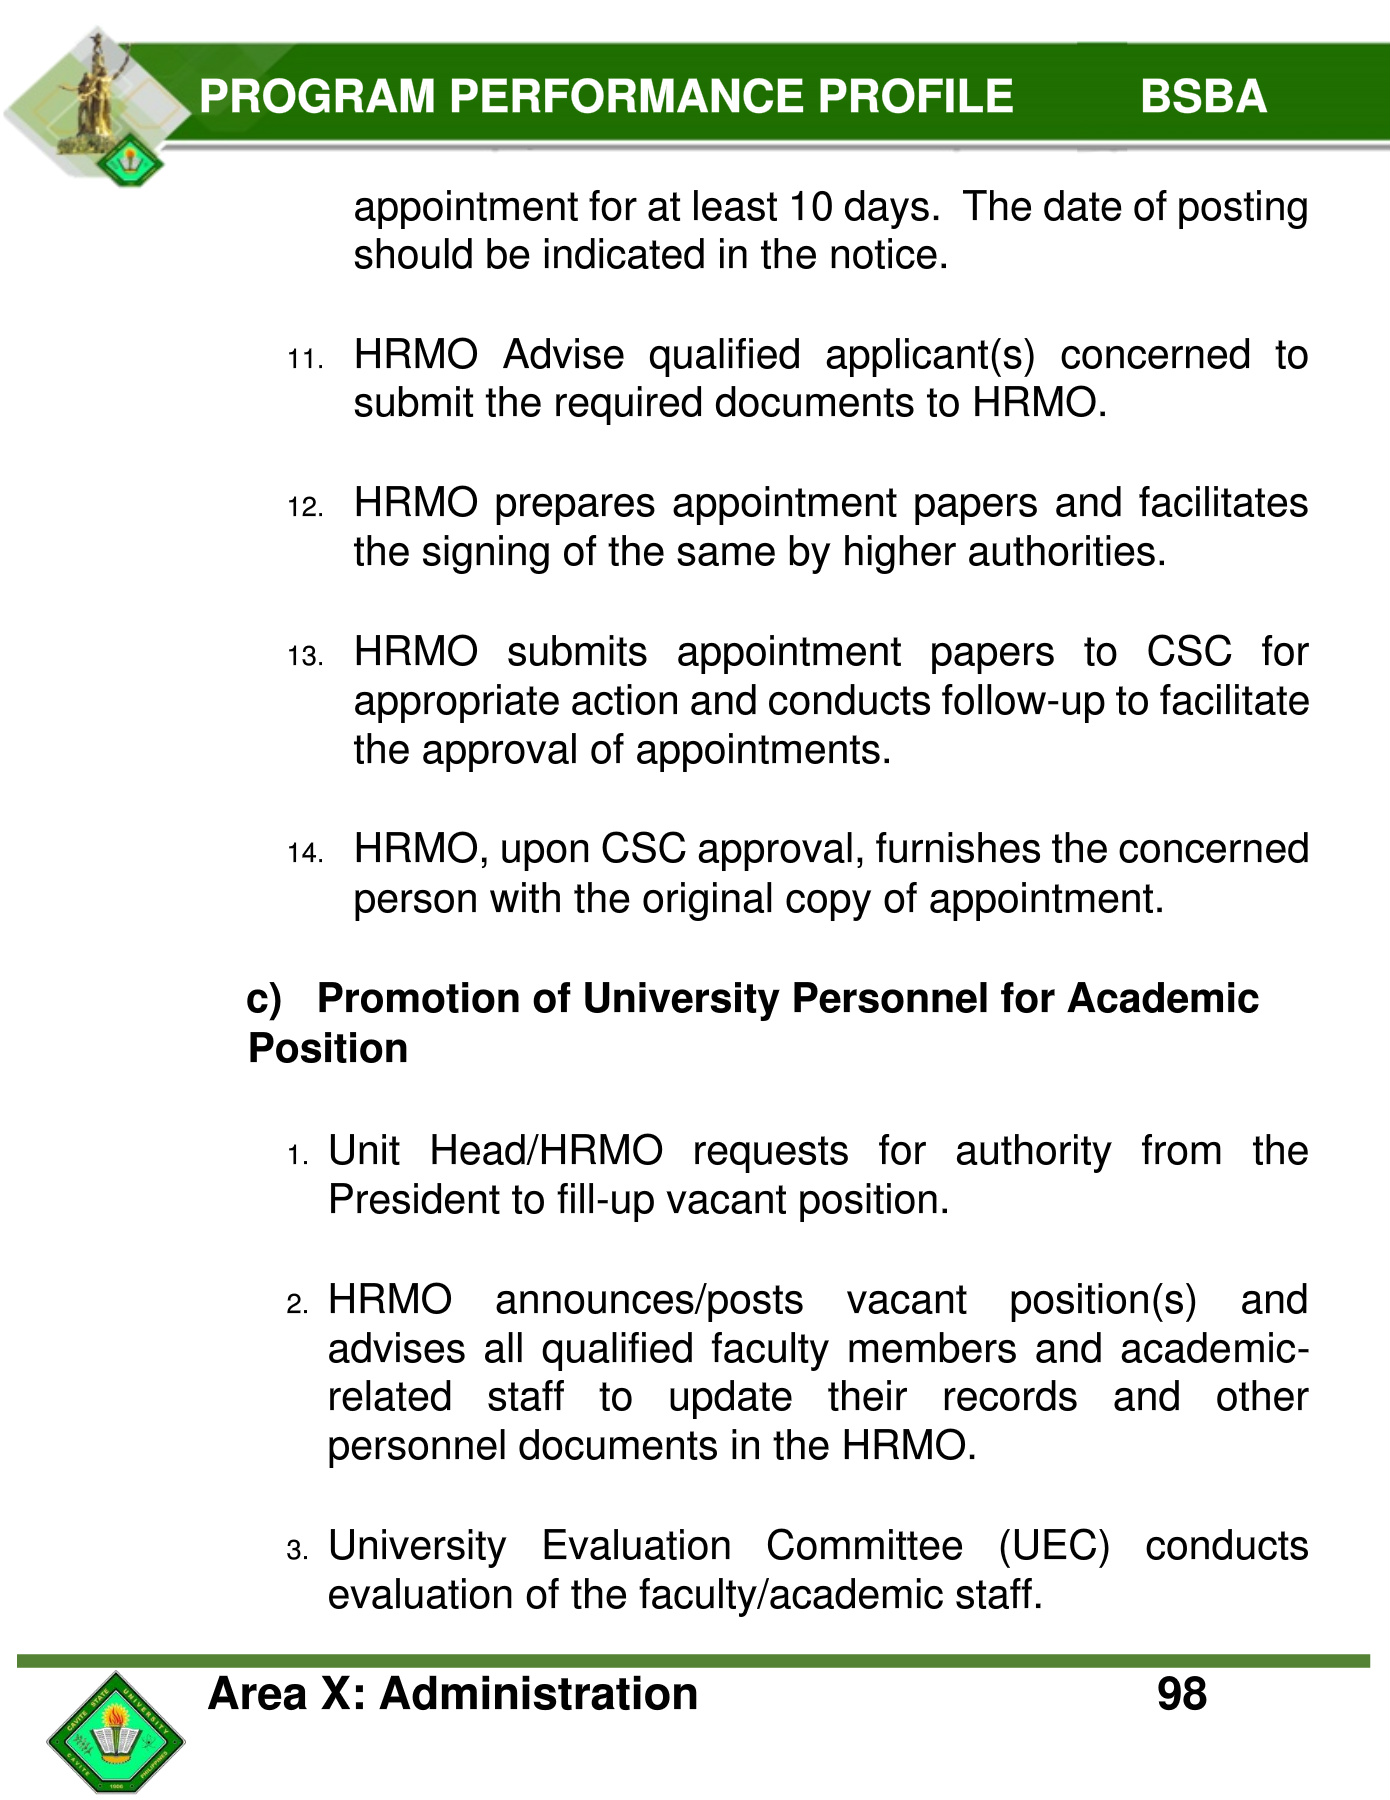 PROGRAM PERFORMANCE PROFILE BSBA
appointment for at least 10 days. The date of posting
should be indicated in the notice.
11. HRMO Advise qualified applicant(s) concerned to
submit the required documents to HRMO.
12. HRMO prepares appointment papers and facilitates
the signing of the same by higher authorities.
13. HRMO submits appointment papers to CSC for
appropriate action and conducts follow-up to facilitate
the approval of appointments.
14. HRMO, upon CSC approval, furnishes the concerned
person with the original copy of appointment.
c) Promotion of University Personnel for Academic
Position
1. Unit Head/HRMO requests for authority from the
President to fill-up vacant position.
2. HRMO announces/posts vacant position(s) and
advises all qualified faculty members and academic-
related staff to update their records and other
personnel documents in the HRMO.
3. University Evaluation Committee (UEC) conducts
evaluation of the faculty/academic staff.
Area X: Administration 98
CAVITE STATE UNIVERSITY
CAVITE PHILIPPINES